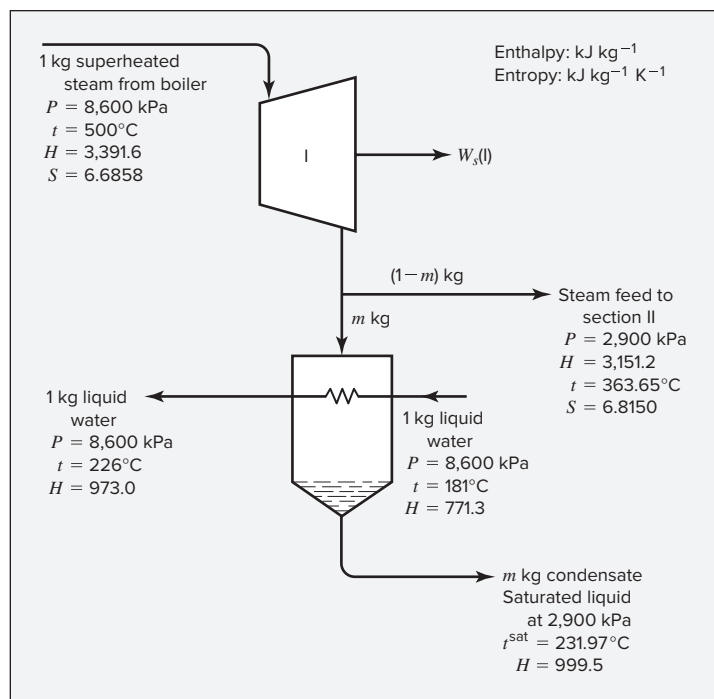 1 kg superheated
steam from boiler
P = 8,600 kPa
t = 500°C
H = 3,391.6
S = 6.6858
Enthalpy: kJ kg⁻¹
Entropy: kJ kg⁻¹ K⁻¹
I
Wₛ(I)
(1−m) kg
m kg
Steam feed to
section II
P = 2,900 kPa
H = 3,151.2
t = 363.65°C
S = 6.8150
1 kg liquid
water
P = 8,600 kPa
t = 226°C
H = 973.0
1 kg liquid
water
P = 8,600 kPa
t = 181°C
H = 771.3
m kg condensate
Saturated liquid
at 2,900 kPa
t^sat = 231.97°C
H = 999.5